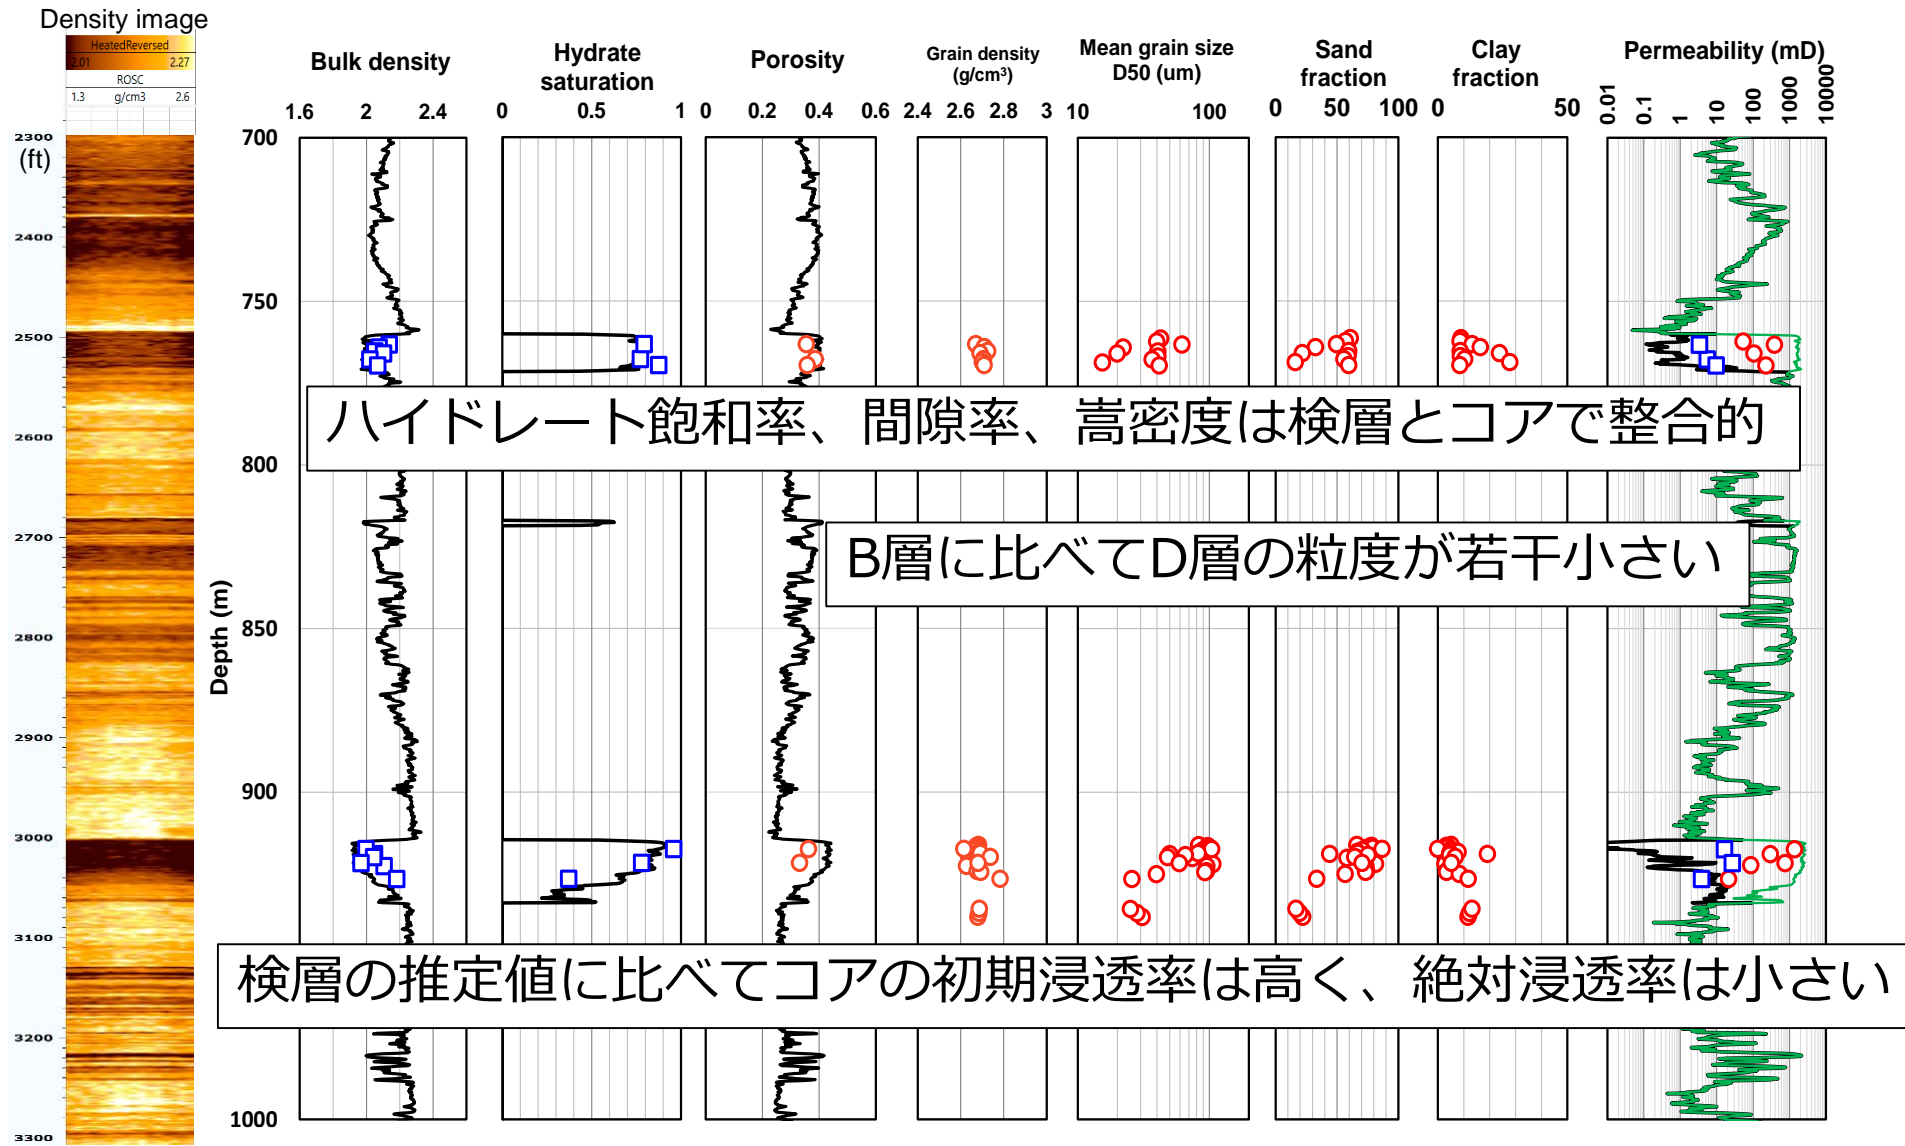 Density image
HeatedReversed
2.01 2.27
ROSC
1.3 g/cm3 2.6
(ft)
2300
2400
2500
2600
2700
2800
2900
3000
3100
3200
3300
Depth (m)
700
750
800
850
900
1000
Bulk density
1.6 2 2.4
Hydrate
saturation
0 0.5 1
Porosity
0 0.2 0.4 0.6
Grain density
(g/cm³)
2.4 2.6 2.8 3
Mean grain size
D50 (um)
10 100
Sand
fraction
0 50 100
Clay
fraction
0 50
Permeability (mD)
0.01 0.1 1 10 100 1000 10000
ハイドレート飽和率、間隙率、嵩密度は検層とコアで整合的
B層に比べてD層の粒度が若干小さい
検層の推定値に比べてコアの初期浸透率は高く、絶対浸透率は小さい